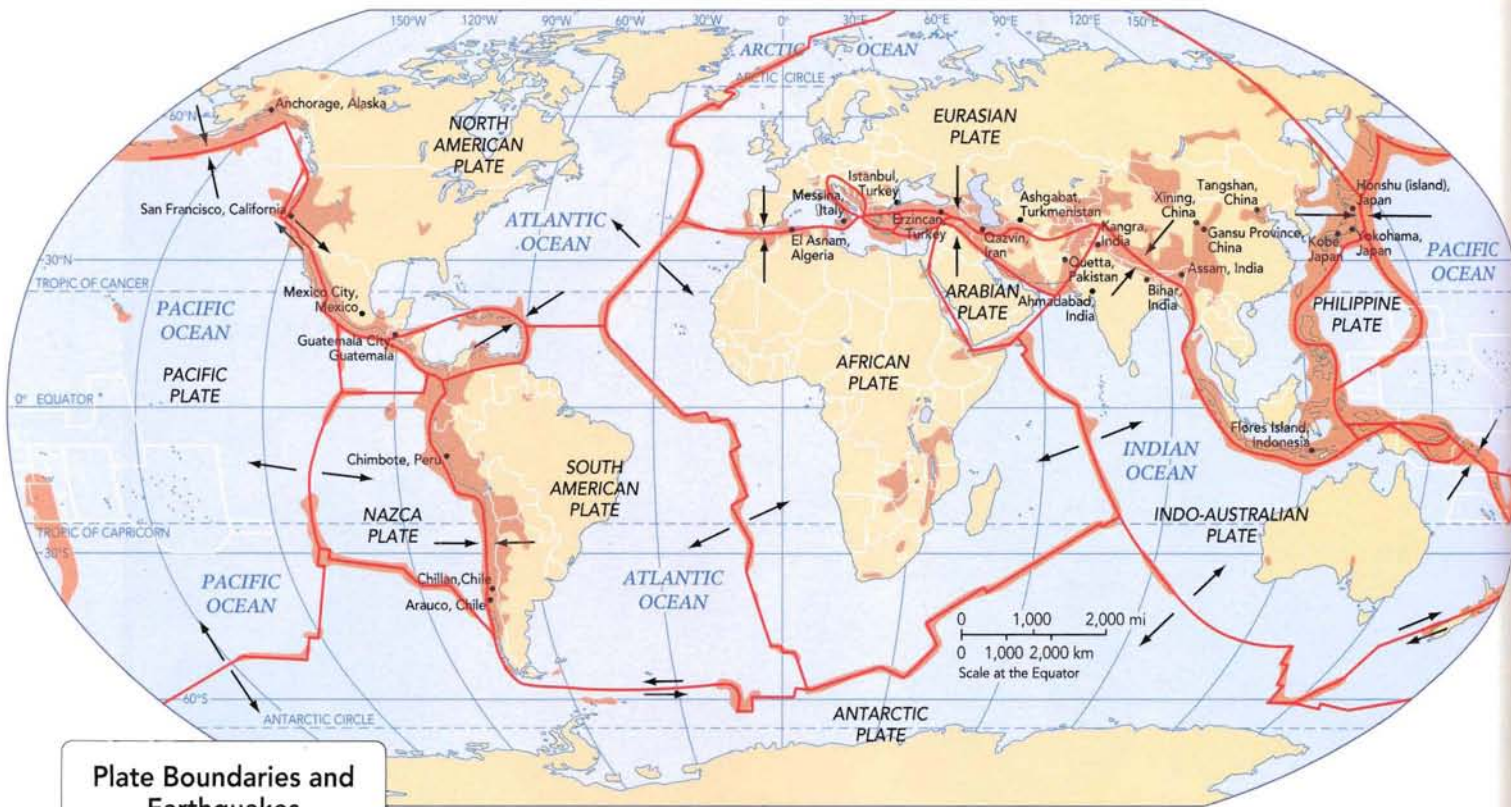 150°W
120°W
90°W
60°W
30°W
0°
30°E
60°E
90°E
120°E
150°E
ARCTIC OCEAN
ARCTIC CIRCLE
Anchorage, Alaska
60°N
NORTH
AMERICAN
PLATE
EURASIAN
PLATE
San Francisco, California
ATLANTIC
OCEAN
Messina,
Italy
Istanbul,
Turkey
Erzincan,
Turkey
El Asnam,
Algeria
Ashgabat,
Turkmenistan
Qazvin,
Iran
Quetta,
Pakistan
Kangra,
India
Xining,
China
Tangshan,
China
Gansu Province,
China
Honshu (island),
Japan
Kobe,
Japan
Yokohama,
Japan
PACIFIC
OCEAN
30°N
TROPIC OF CANCER
Mexico City,
Mexico
PACIFIC
OCEAN
ARABIAN
PLATE
Ahmadabad,
India
Bihar,
India
Assam, India
PHILIPPINE
PLATE
Guatemala City
Guatemala
AFRICAN
PLATE
PACIFIC
PLATE
0° EQUATOR
Flores Island,
Indonesia
INDIAN
OCEAN
Chimbote, Peru
SOUTH
AMERICAN
PLATE
NAZCA
PLATE
TROPIC OF CAPRICORN
30°S
INDO-AUSTRALIAN
PLATE
PACIFIC
OCEAN
Chillan, Chile
Arauco, Chile
ATLANTIC
OCEAN
0 1,000 2,000 mi
0 1,000 2,000 km
Scale at the Equator
60°S
ANTARCTIC CIRCLE
ANTARCTIC
PLATE
Plate Boundaries and
Earthquakes